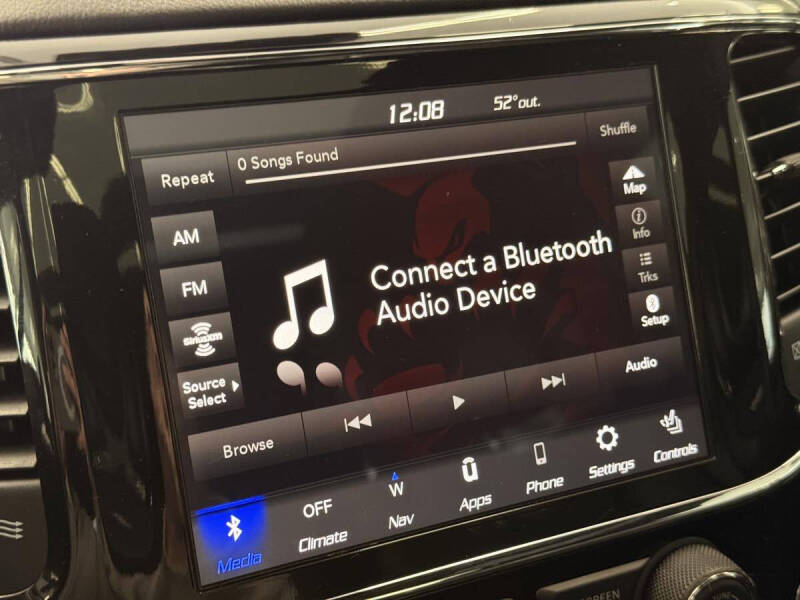 12:08
52° out.
Repeat
0 Songs Found
Shuffle
AM
FM
SiriusXM
Source
Select
Connect a Bluetooth
Audio Device
Map
Info
Trks
Setup
Browse
Audio
Media
OFF
Climate
W
Nav
u
Apps
Phone
Settings
Controls